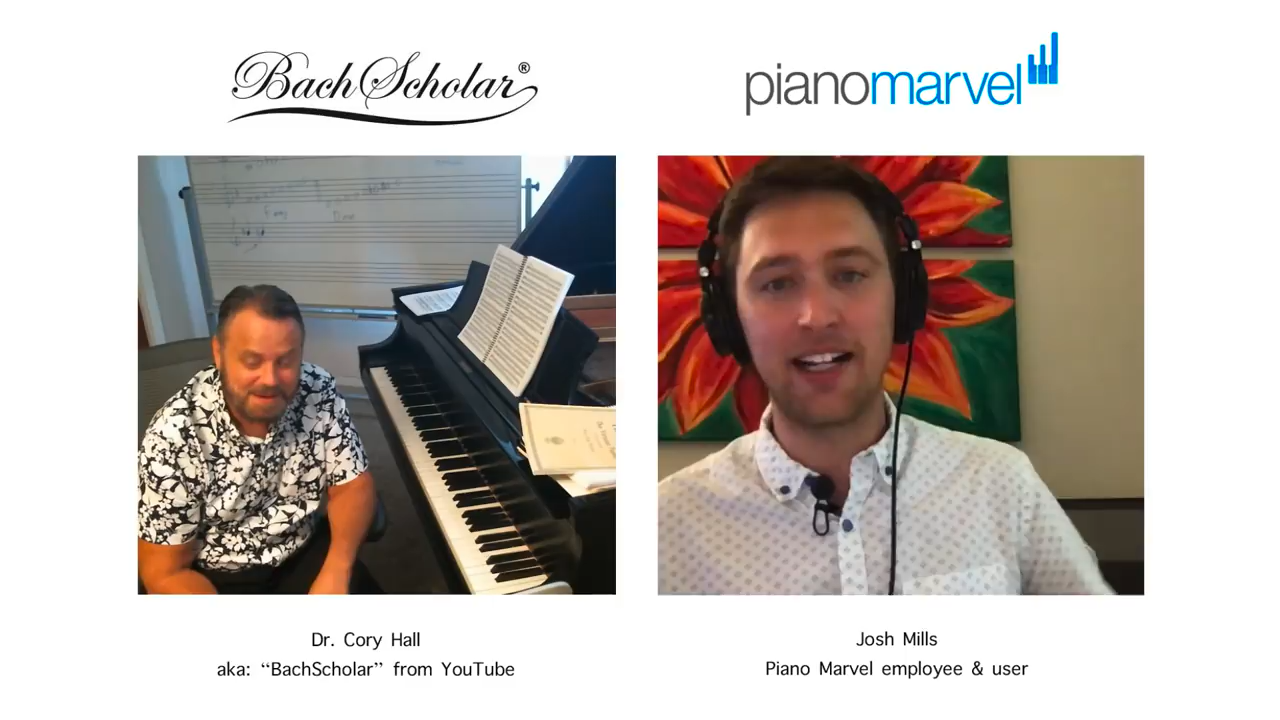 BachScholar®
pianomarvel
Dr. Cory Hall
aka: “BachScholar” from YouTube
Josh Mills
Piano Marvel employee & user